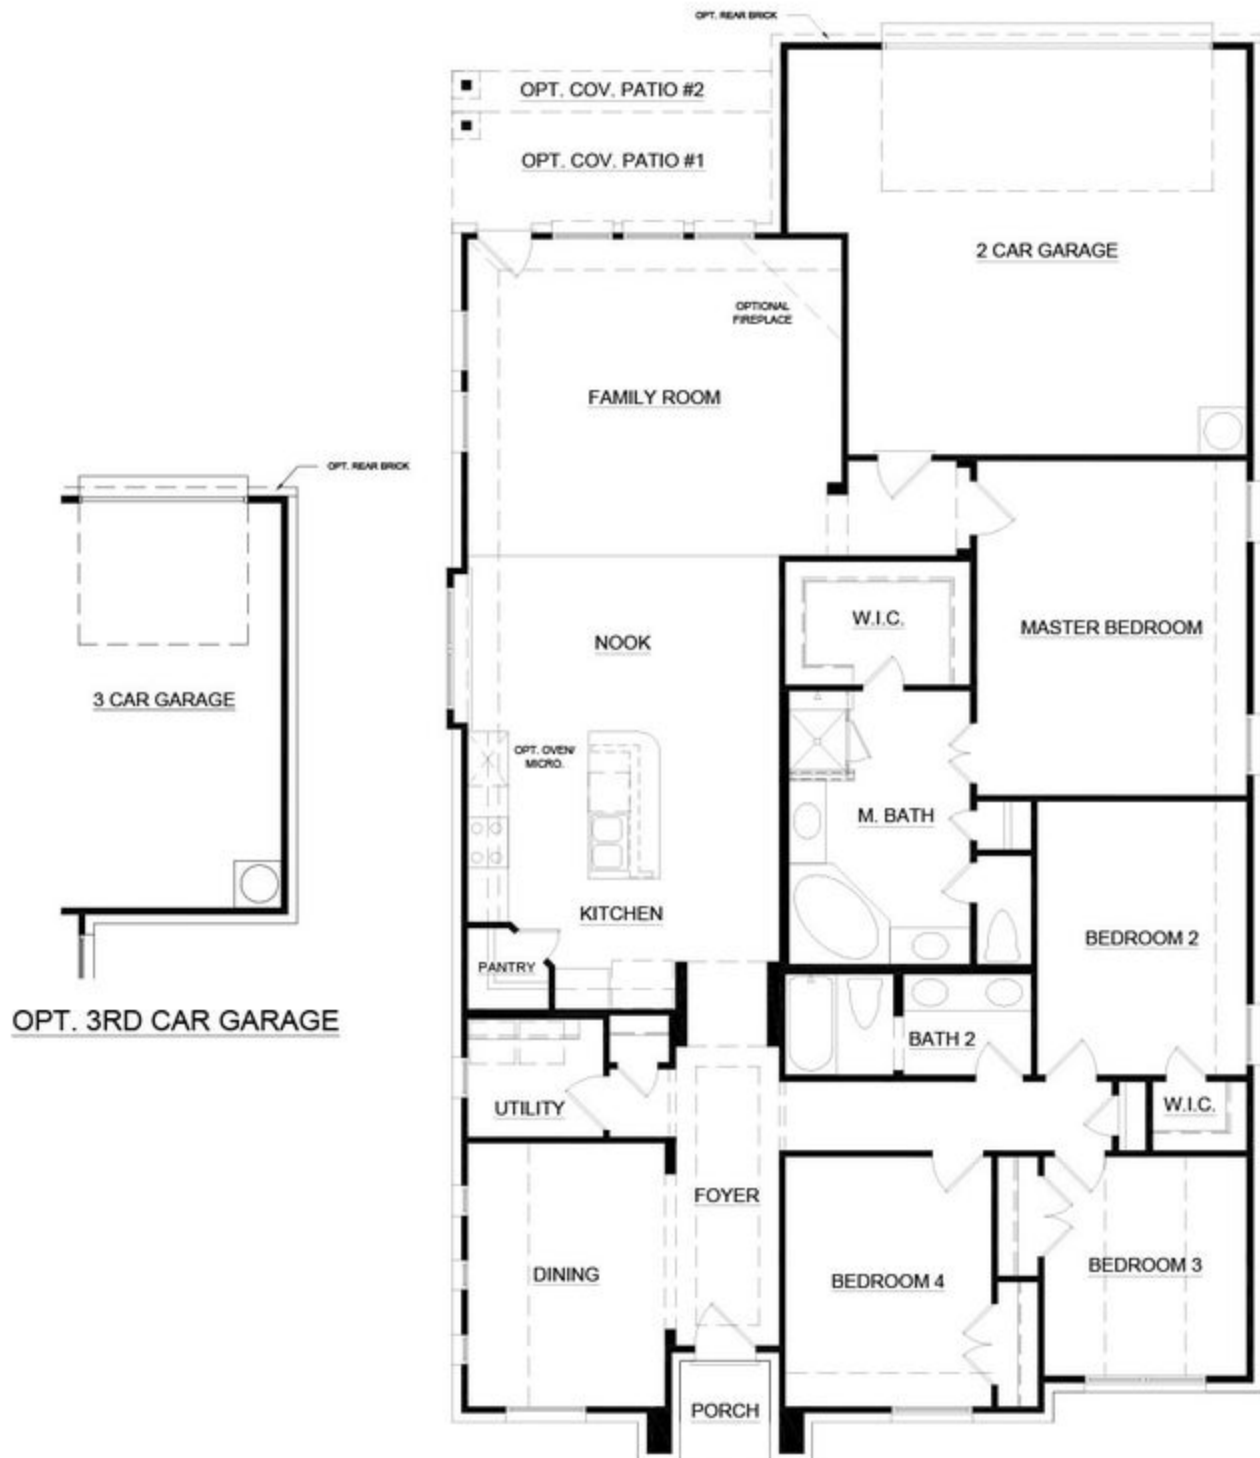 OPT. REAR BRICK
OPT. COV. PATIO #2
OPT. COV. PATIO #1
2 CAR GARAGE
OPTIONAL
FIREPLACE
FAMILY ROOM
OPT. REAR BRICK
W.I.C.
MASTER BEDROOM
NOOK
3 CAR GARAGE
OPT. OVEN/
MICRO.
M. BATH
KITCHEN
BEDROOM 2
PANTRY
OPT. 3RD CAR GARAGE
BATH 2
UTILITY
W.I.C.
FOYER
DINING
BEDROOM 4
BEDROOM 3
PORCH